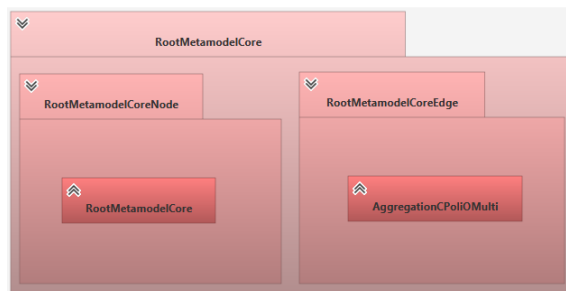 RootMetamodelCore
RootMetamodelCoreNode
RootMetamodelCoreEdge
RootMetamodelCore
AggregationCPoliOMulti